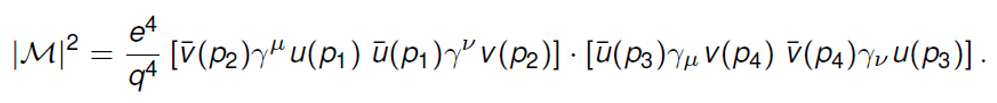 |ℳ|² = e⁴/q⁴ [v̄(p₂)γ^μ u(p₁) ū(p₁)γ^ν v(p₂)] · [ū(p₃)γ_μ v(p₄) v̄(p₄)γ_ν u(p₃)] .